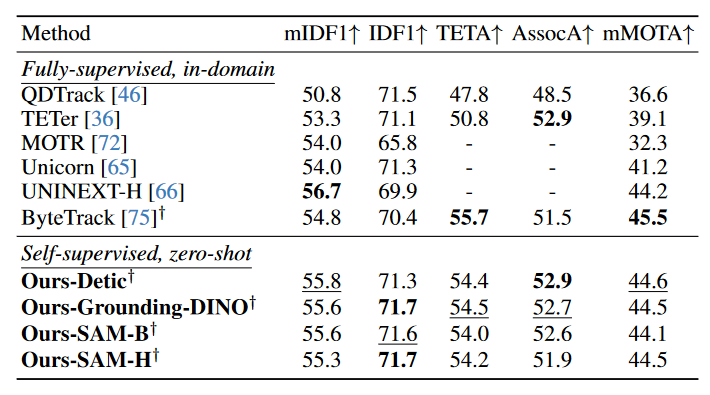 Method mIDF1↑ IDF1↑ TETA↑ AssocA↑ mMOTA↑
Fully-supervised, in-domain
QDTrack [46] 50.8 71.5 47.8 48.5 36.6
TETer [36] 53.3 71.1 50.8 52.9 39.1
MOTR [72] 54.0 65.8 - - 32.3
Unicorn [65] 54.0 71.3 - - 41.2
UNINEXT-H [66] 56.7 69.9 - - 44.2
ByteTrack [75]† 54.8 70.4 55.7 51.5 45.5
Self-supervised, zero-shot
Ours-Detic† 55.8 71.3 54.4 52.9 44.6
Ours-Grounding-DINO† 55.6 71.7 54.5 52.7 44.5
Ours-SAM-B† 55.6 71.6 54.0 52.6 44.1
Ours-SAM-H† 55.3 71.7 54.2 51.9 44.5